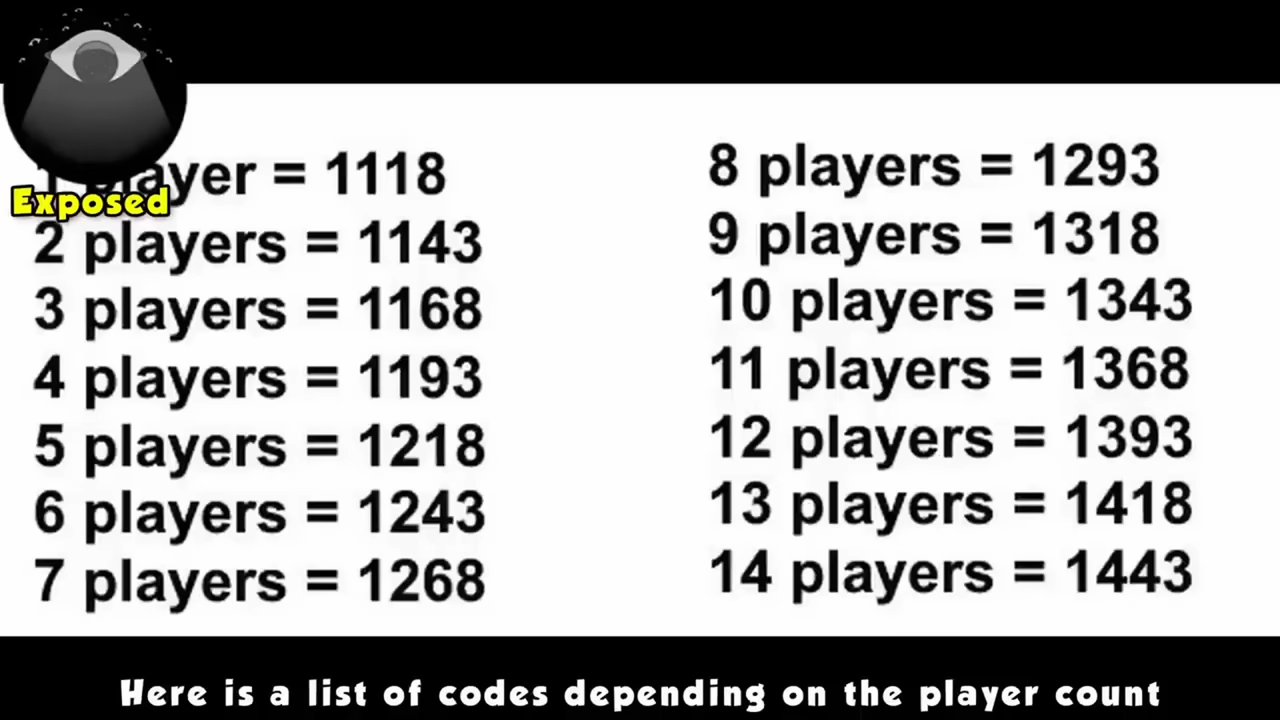 Exposed
player = 1118
2 players = 1143
3 players = 1168
4 players = 1193
5 players = 1218
6 players = 1243
7 players = 1268
8 players = 1293
9 players = 1318
10 players = 1343
11 players = 1368
12 players = 1393
13 players = 1418
14 players = 1443
Here is a list of codes depending on the player count